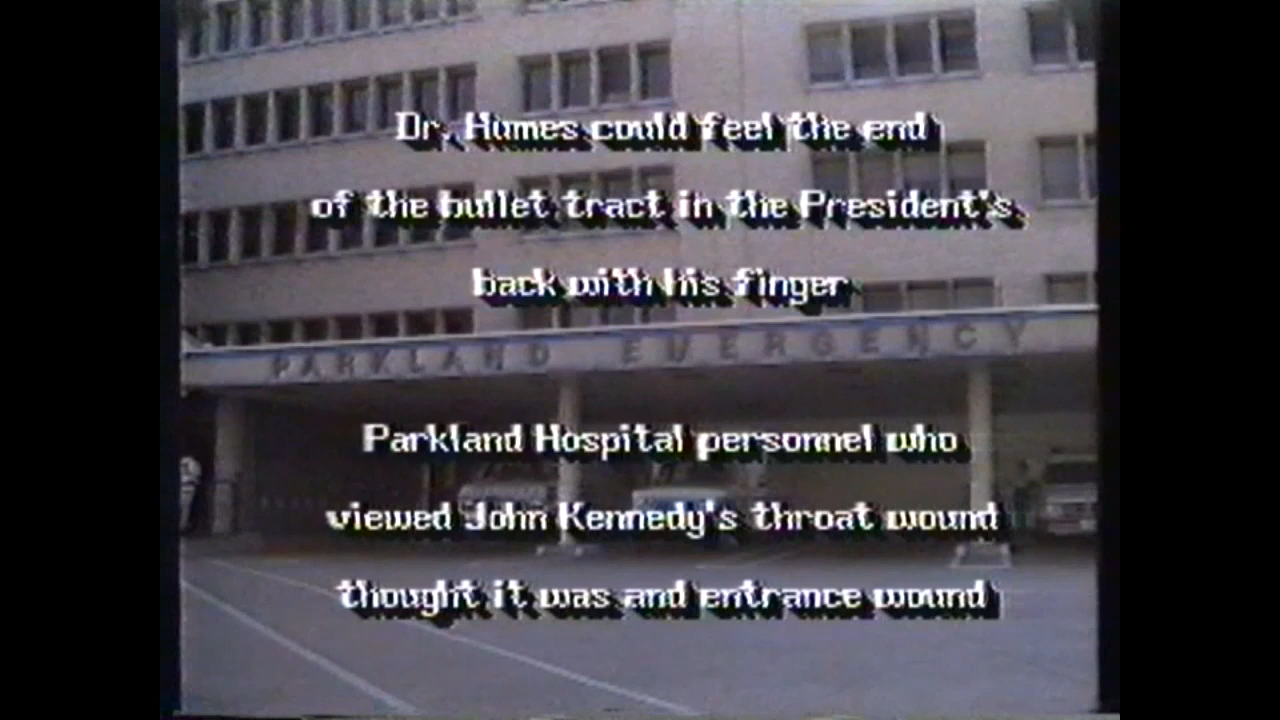 Dr. Humes could feel the end
of the bullet tract in the President's
back with his finger
PARKLAND EMERGENCY
Parkland Hospital personnel who
viewed John Kennedy's throat wound
thought it was and entrance wound